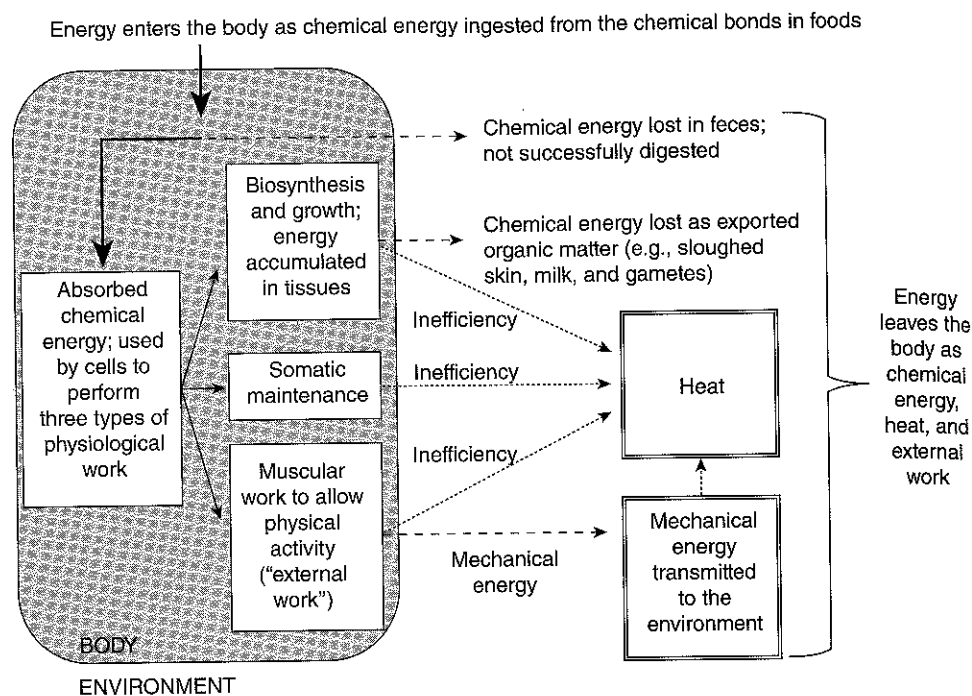 Energy enters the body as chemical energy ingested from the chemical bonds in foods
Chemical energy lost in feces;
not successfully digested
Biosynthesis
and growth;
energy
accumulated
in tissues
Chemical energy lost as exported
organic matter (e.g., sloughed
skin, milk, and gametes)
Absorbed
chemical
energy; used
by cells to
perform
three types of
physiological
work
Inefficiency
Somatic
maintenance
Inefficiency
Heat
Energy
leaves the
body as
chemical
energy,
heat, and
external
work
Inefficiency
Muscular
work to allow
physical
activity
("external
work")
Mechanical
energy
Mechanical
energy
transmitted
to the
environment
BODY
ENVIRONMENT